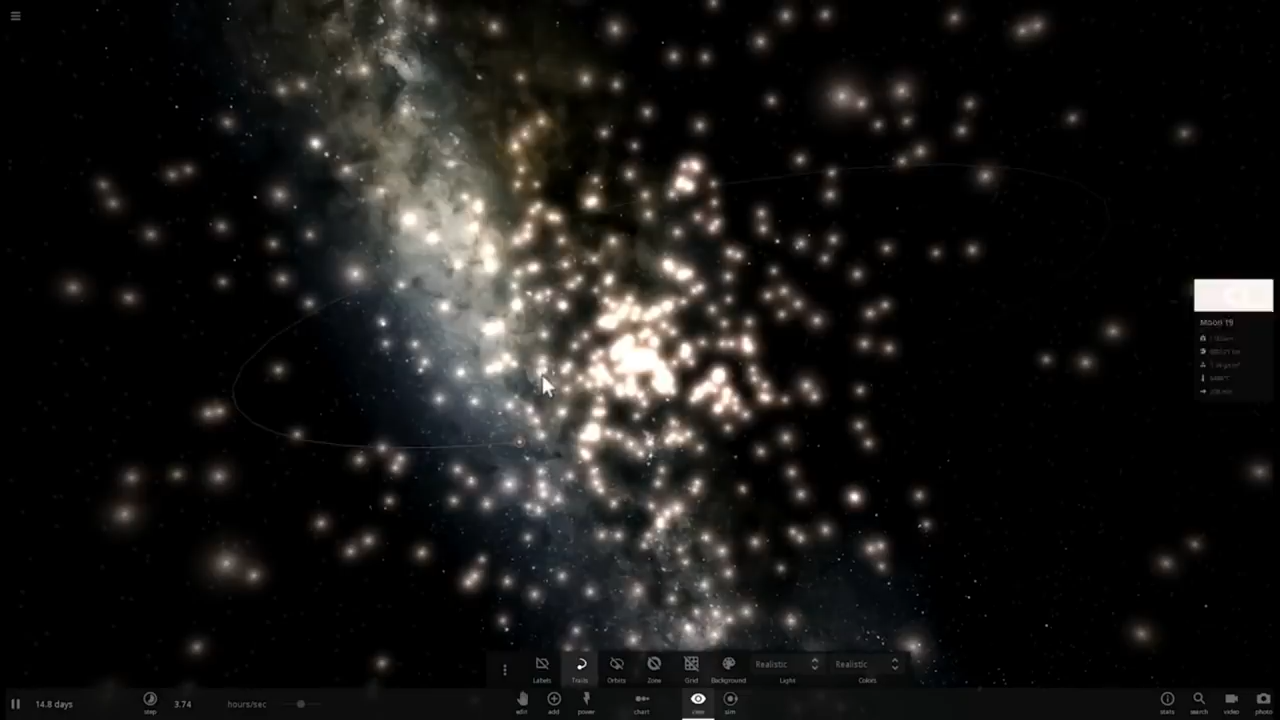 Moon 19
Labels
Trails
Orbits
Zone
Grid
Background
Realistic
Light
Realistic
Colors
14.8 days
step
3.74
hours/sec
edit
add
power
chart
view
sim
stats
search
video
photo